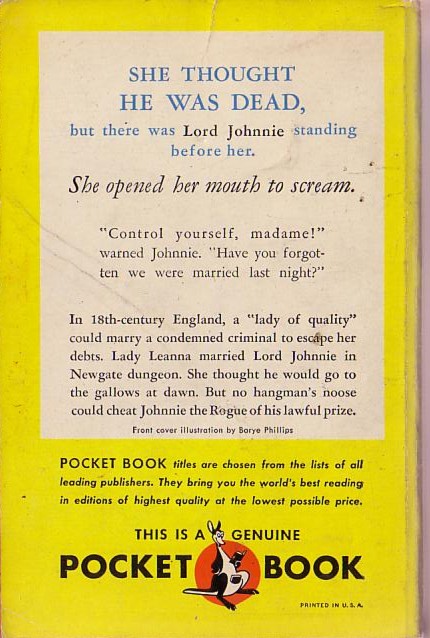 SHE THOUGHT
HE WAS DEAD,
but there was Lord Johnnie standing
before her.
She opened her mouth to scream.
"Control yourself, madame!"
warned Johnnie. "Have you forgot-
ten we were married last night?"
In 18th-century England, a "lady of quality"
could marry a condemned criminal to escape her
debts. Lady Leanna married Lord Johnnie in
Newgate dungeon. She thought he would go to
the gallows at dawn. But no hangman's noose
could cheat Johnnie the Rogue of his lawful prize.
Front cover illustration by Barye Phillips
POCKET BOOK titles are chosen from the lists of all
leading publishers. They bring you the world's best reading
in editions of highest quality at the lowest possible price.
THIS IS A GENUINE
POCKET BOOK
PRINTED IN U. S. A.